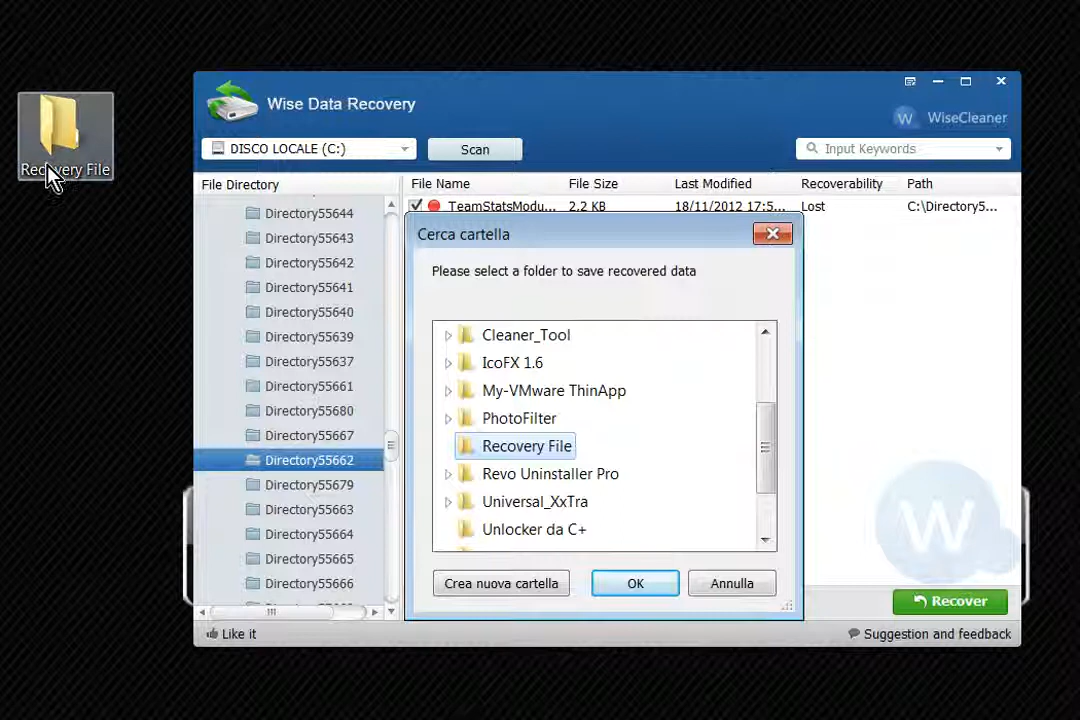 Recovery File
Wise Data Recovery
W WiseCleaner
DISCO LOCALE (C:)
Scan
Input Keywords
File Directory
File Name
File Size
Last Modified
Recoverability
Path
Directory55644
Directory55643
Directory55642
Directory55641
Directory55640
Directory55639
Directory55637
Directory55661
Directory55680
Directory55667
Directory55662
Directory55679
Directory55663
Directory55664
Directory55665
Directory55666
TeamStatsModu...
2,2 KB
18/11/2012 17:5...
Lost
C:\Directory5...
Cerca cartella
Please select a folder to save recovered data
Cleaner_Tool
IcoFX 1.6
My-VMware ThinApp
PhotoFilter
Recovery File
Revo Uninstaller Pro
Universal_XxTra
Unlocker da C+
Crea nuova cartella
OK
Annulla
W
Recover
Like it
Suggestion and feedback